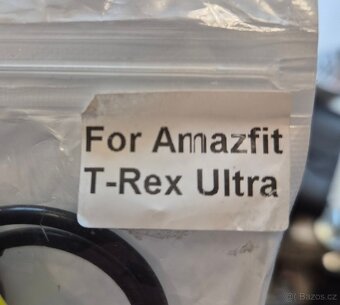 For Amazfit
T-Rex Ultra
© Bazos.cz